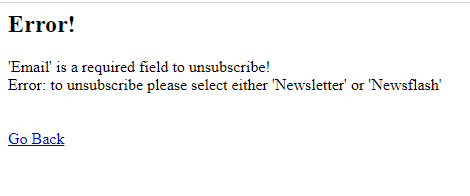 Error!
'Email' is a required field to unsubscribe!
Error: to unsubscribe please select either 'Newsletter' or 'Newsflash'
Go Back